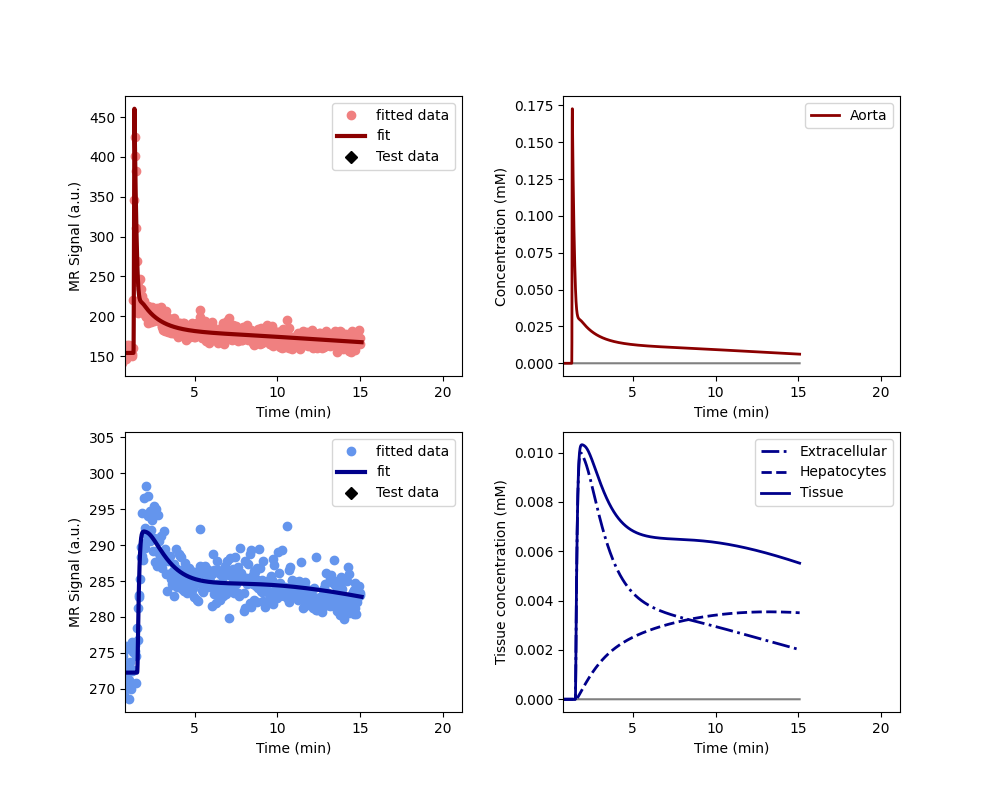 MR Signal (a.u.)
450
400
350
300
250
200
150
fitted data
fit
Test data
5
10
15
20
Time (min)
Concentration (mM)
0.175
0.150
0.125
0.100
0.075
0.050
0.025
0.000
Aorta
5
10
15
20
Time (min)
MR Signal (a.u.)
305
300
295
290
285
280
275
270
fitted data
fit
Test data
5
10
15
20
Time (min)
Tissue concentration (mM)
0.010
0.008
0.006
0.004
0.002
0.000
Extracellular
Hepatocytes
Tissue
5
10
15
20
Time (min)